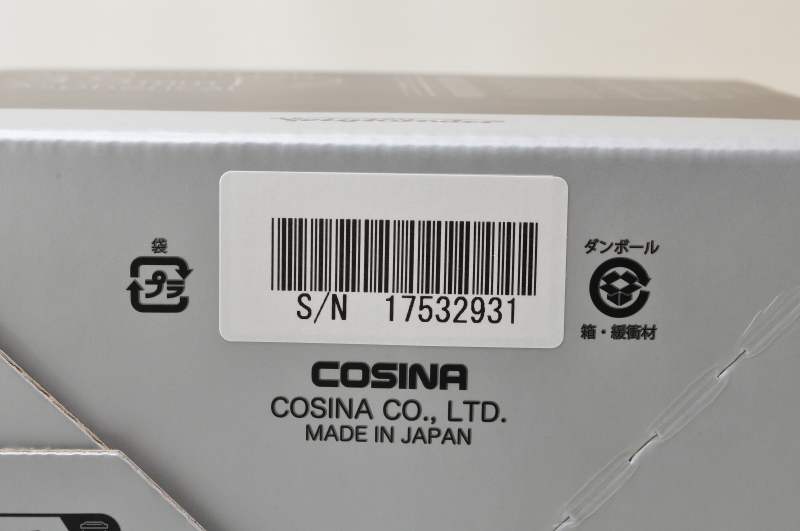 Voigtländer
袋
プラ
S/N 17532931
ダンボール
箱・緩衝材
COSINA
COSINA CO., LTD.
MADE IN JAPAN